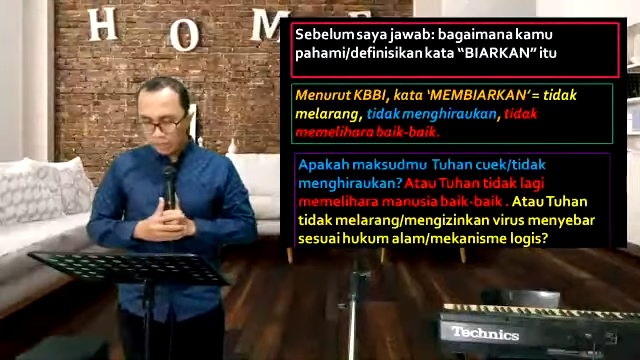 HOME
Sebelum saya jawab: bagaimana kamu
pahami/definisikan kata “BIARKAN” itu
Menurut KBBI, kata ‘MEMBIARKAN’ = tidak
melarang, tidak menghiraukan, tidak
memelihara baik-baik.
Apakah maksudmu Tuhan cuek/tidak
menghiraukan? Atau Tuhan tidak lagi
memelihara manusia baik-baik . Atau Tuhan
tidak melarang/mengizinkan virus menyebar
sesuai hukum alam/mekanisme logis?
Technics